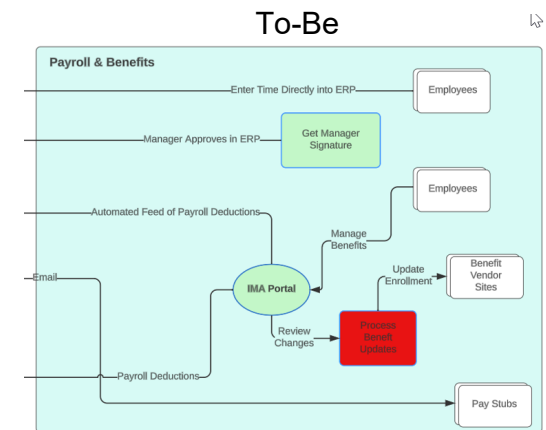 To-Be
Payroll & Benefits
Enter Time Directly into ERP
Employees
Manager Approves in ERP
Get Manager
Signature
Employees
Automated Feed of Payroll Deductions
Manage
Benefits
Email
Update
Enrollment
Benefit
Vendor
Sites
IMA Portal
Review
Changes
Process
Benefit
Updates
Payroll Deductions
Pay Stubs